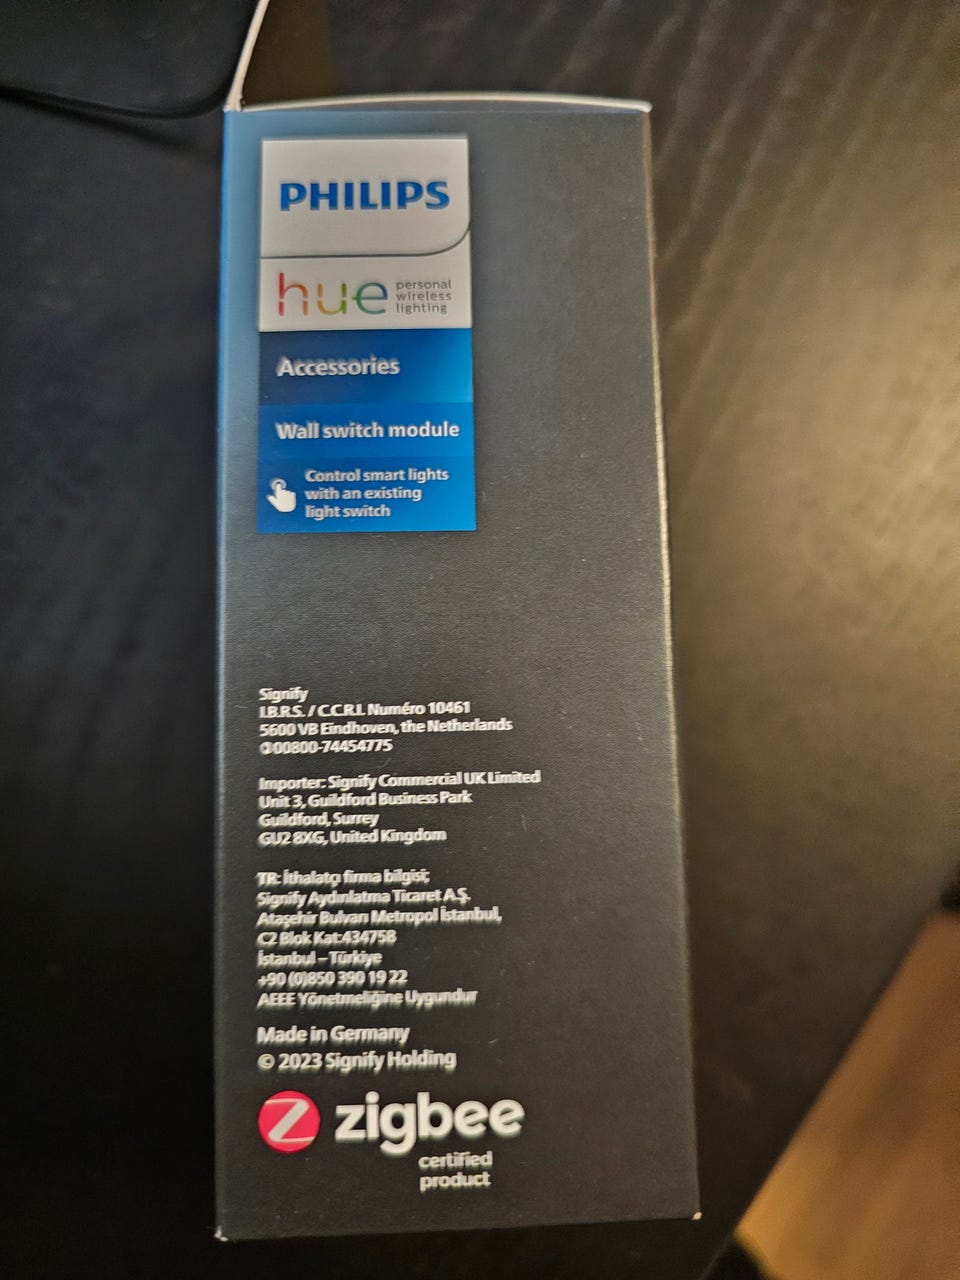 PHILIPS
hue personal
wireless
lighting
Accessories
Wall switch module
Control smart lights
with an existing
light switch
Signify
I.B.R.S. / C.C.R.I. Numéro 10461
5600 VB Eindhoven, the Netherlands
00800-74454775
Importer: Signify Commercial UK Limited
Unit 3, Guildford Business Park
Guildford, Surrey
GU2 8XG, United Kingdom
TR: İthalatçı firma bilgisi;
Signify Aydınlatma Ticaret A.Ş.
Ataşehir Bulvarı Metropol İstanbul,
C2 Blok Kat:434758
İstanbul – Türkiye
+90 (0)850 390 19 22
AEEE Yönetmeliğine Uygundur
Made in Germany
© 2023 Signify Holding
zigbee
certified
product